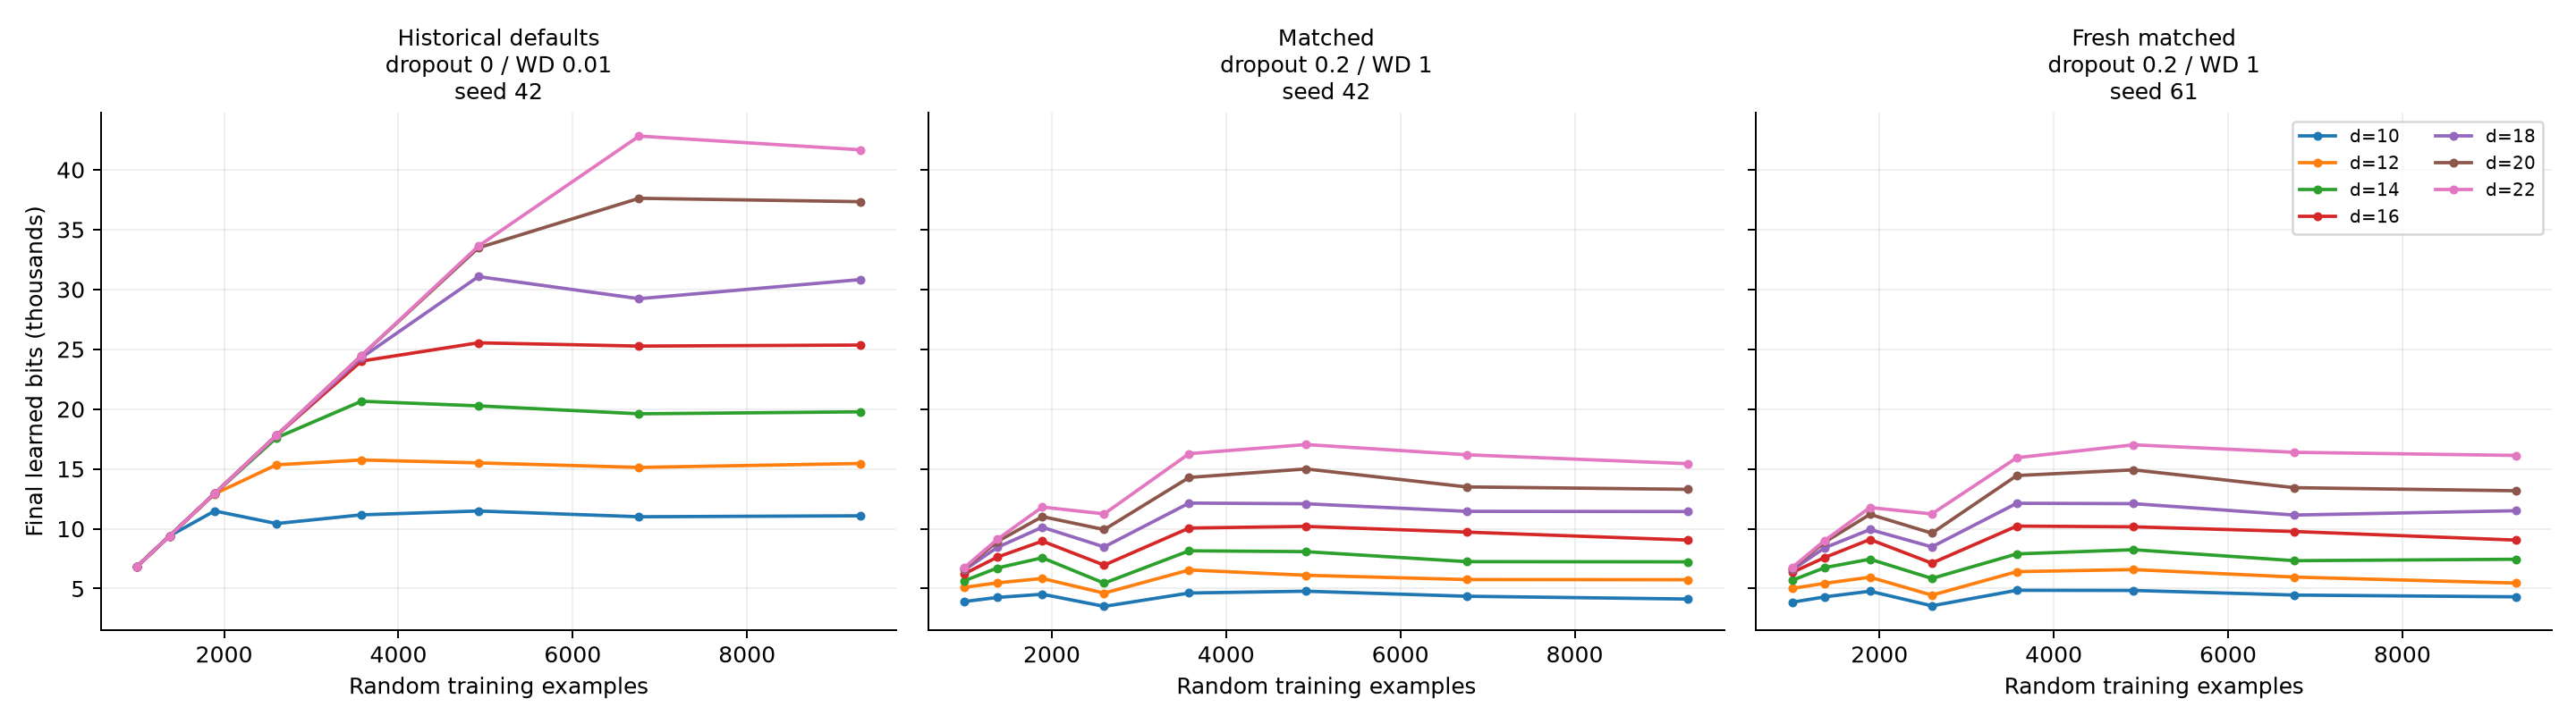 Historical defaults
dropout 0 / WD 0.01
seed 42
Matched
dropout 0.2 / WD 1
seed 42
Fresh matched
dropout 0.2 / WD 1
seed 61
Final learned bits (thousands)
40
35
30
25
20
15
10
5
d=10
d=12
d=14
d=16
d=18
d=20
d=22
2000 4000 6000 8000
2000 4000 6000 8000
2000 4000 6000 8000
Random training examples
Random training examples
Random training examples